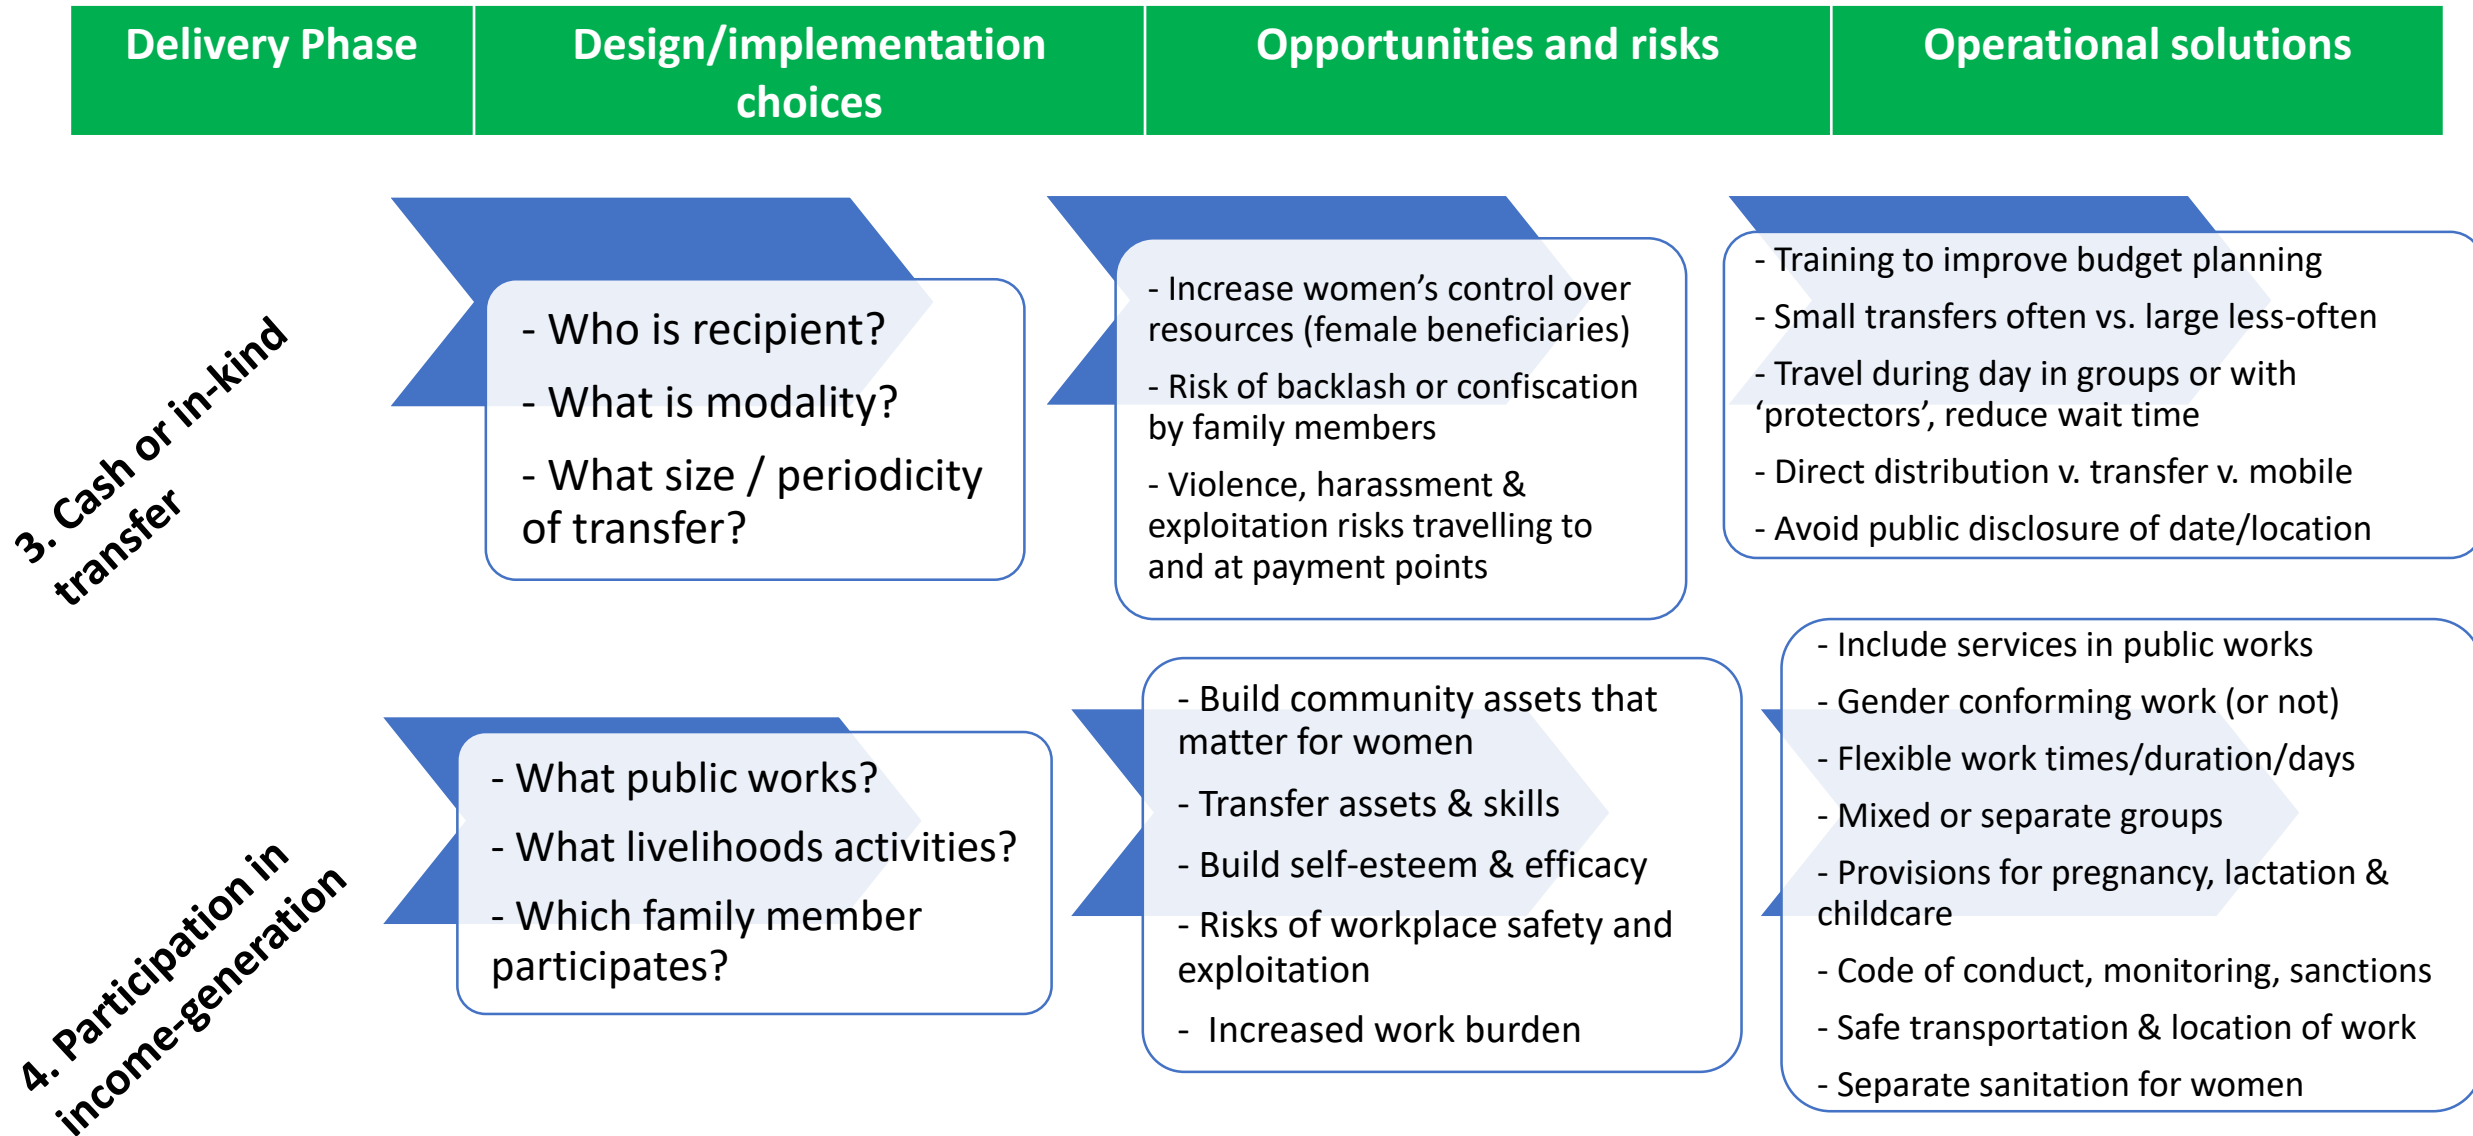 Delivery Phase
Design/implementation
choices
Opportunities and risks
Operational solutions
3. Cash or in-kind
transfer
- Who is recipient?
- What is modality?
- What size / periodicity
of transfer?
- Increase women’s control over
resources (female beneficiaries)
- Risk of backlash or confiscation
by family members
- Violence, harassment &
exploitation risks travelling to
and at payment points
- Training to improve budget planning
- Small transfers often vs. large less-often
- Travel during day in groups or with
‘protectors’, reduce wait time
- Direct distribution v. transfer v. mobile
- Avoid public disclosure of date/location
4. Participation in
income-generation
- What public works?
- What livelihoods activities?
- Which family member
participates?
- Build community assets that
matter for women
- Transfer assets & skills
- Build self-esteem & efficacy
- Risks of workplace safety and
exploitation
- Increased work burden
- Include services in public works
- Gender conforming work (or not)
- Flexible work times/duration/days
- Mixed or separate groups
- Provisions for pregnancy, lactation &
childcare
- Code of conduct, monitoring, sanctions
- Safe transportation & location of work
- Separate sanitation for women